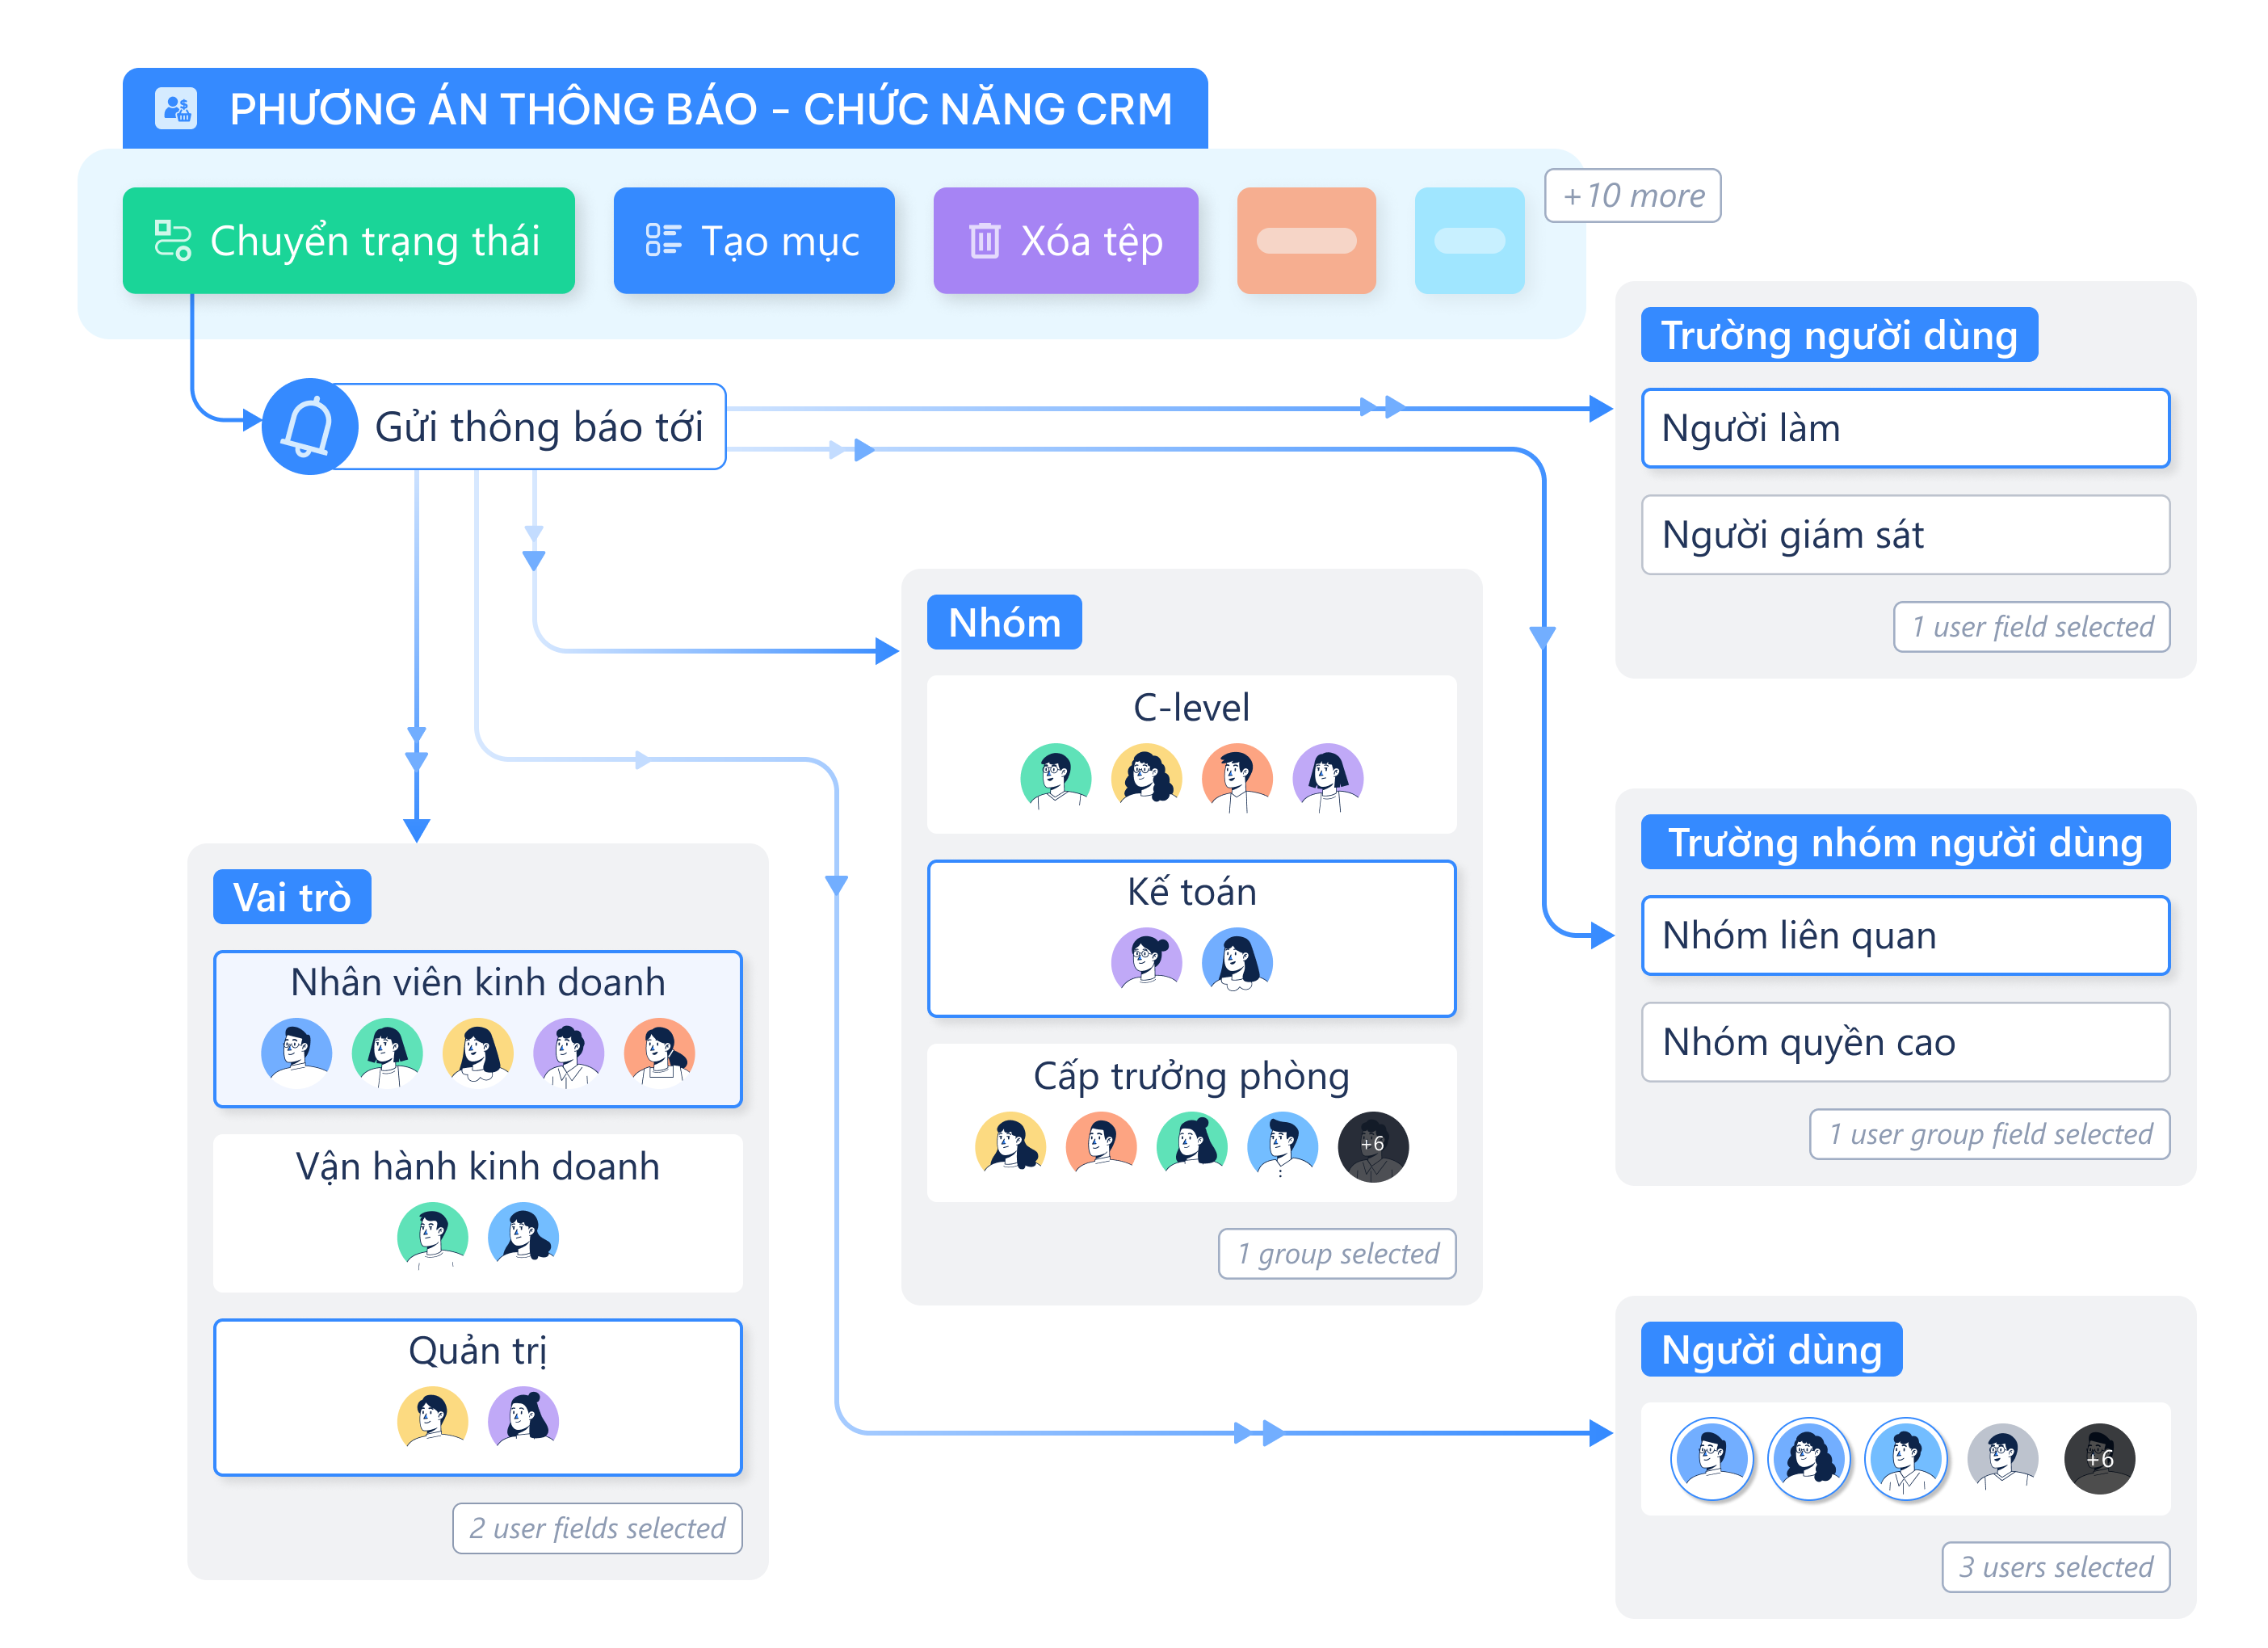 PHƯƠNG ÁN THÔNG BÁO - CHỨC NĂNG CRM
Chuyển trạng thái
Tạo mục
Xóa tệp
+10 more
Gửi thông báo tới
Trường người dùng
Người làm
Người giám sát
1 user field selected
Nhóm
C-level
Kế toán
Cấp trưởng phòng
+6
1 group selected
Trường nhóm người dùng
Nhóm liên quan
Nhóm quyền cao
1 user group field selected
Vai trò
Nhân viên kinh doanh
Vận hành kinh doanh
Quản trị
2 user fields selected
Người dùng
+6
3 users selected